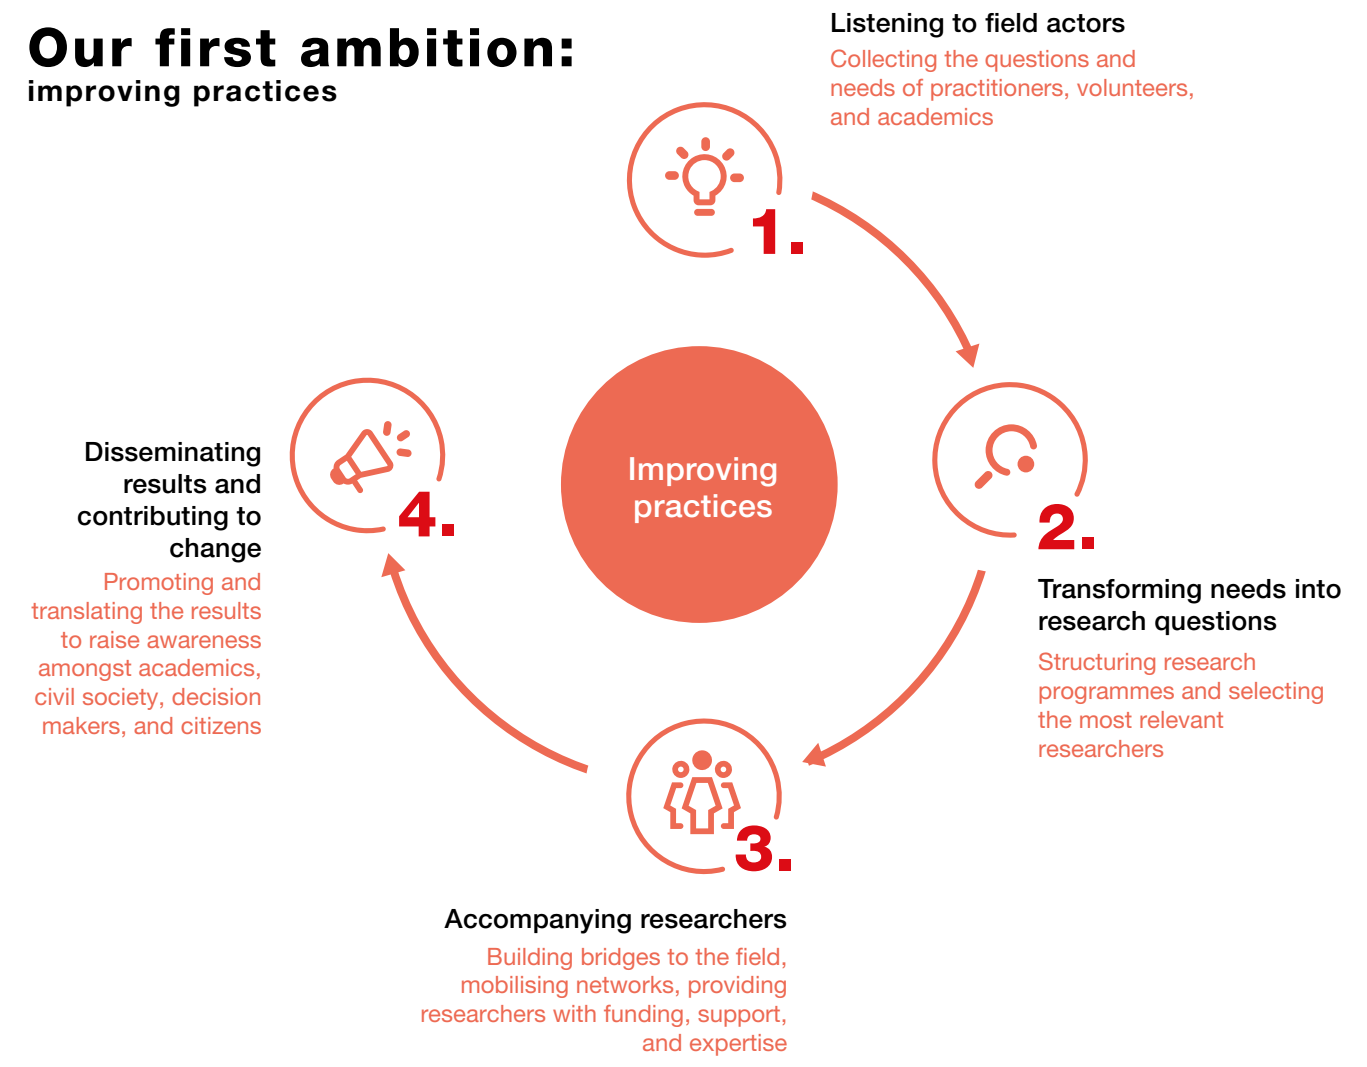 Our first ambition:
improving practices
Listening to field actors
Collecting the questions and
needs of practitioners, volunteers,
and academics
1.
2.
Transforming needs into
research questions
Structuring research
programmes and selecting
the most relevant
researchers
3.
Accompanying researchers
Building bridges to the field,
mobilising networks, providing
researchers with funding, support,
and expertise
4.
Disseminating
results and
contributing to
change
Promoting and
translating the results
to raise awareness
amongst academics,
civil society, decision
makers, and citizens
Improving
practices